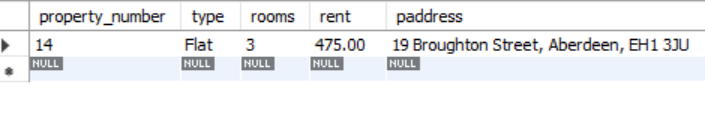 property_number type rooms rent paddress
14 Flat 3 475.00 19 Broughton Street, Aberdeen, EH1 3JU
NULL NULL NULL NULL NULL